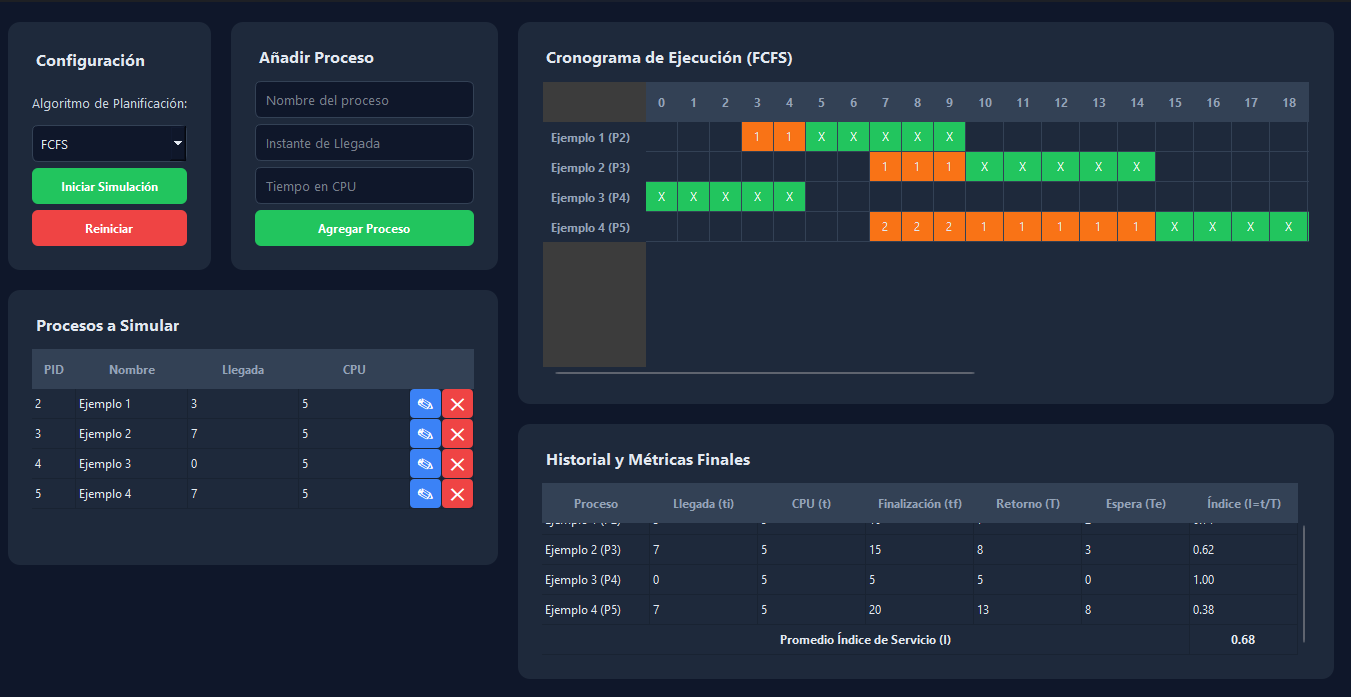 Configuración
Algoritmo de Planificación:
FCFS
Iniciar Simulación
Reiniciar
Añadir Proceso
Nombre del proceso
Instante de Llegada
Tiempo en CPU
Agregar Proceso
Procesos a Simular
PID Nombre Llegada CPU
2 Ejemplo 1 3 5
3 Ejemplo 2 7 5
4 Ejemplo 3 0 5
5 Ejemplo 4 7 5
Cronograma de Ejecución (FCFS)
0 1 2 3 4 5 6 7 8 9 10 11 12 13 14 15 16 17 18
Ejemplo 1 (P2) 1 1 X X X X X
Ejemplo 2 (P3) 1 1 1 X X X X X
Ejemplo 3 (P4) X X X X X
Ejemplo 4 (P5) 2 2 2 1 1 1 1 1 X X X X
Historial y Métricas Finales
Proceso Llegada (ti) CPU (t) Finalización (tf) Retorno (T) Espera (Te) Índice (I=t/T)
Ejemplo 2 (P3) 7 5 15 8 3 0.62
Ejemplo 3 (P4) 0 5 5 5 0 1.00
Ejemplo 4 (P5) 7 5 20 13 8 0.38
Promedio Índice de Servicio (I) 0.68